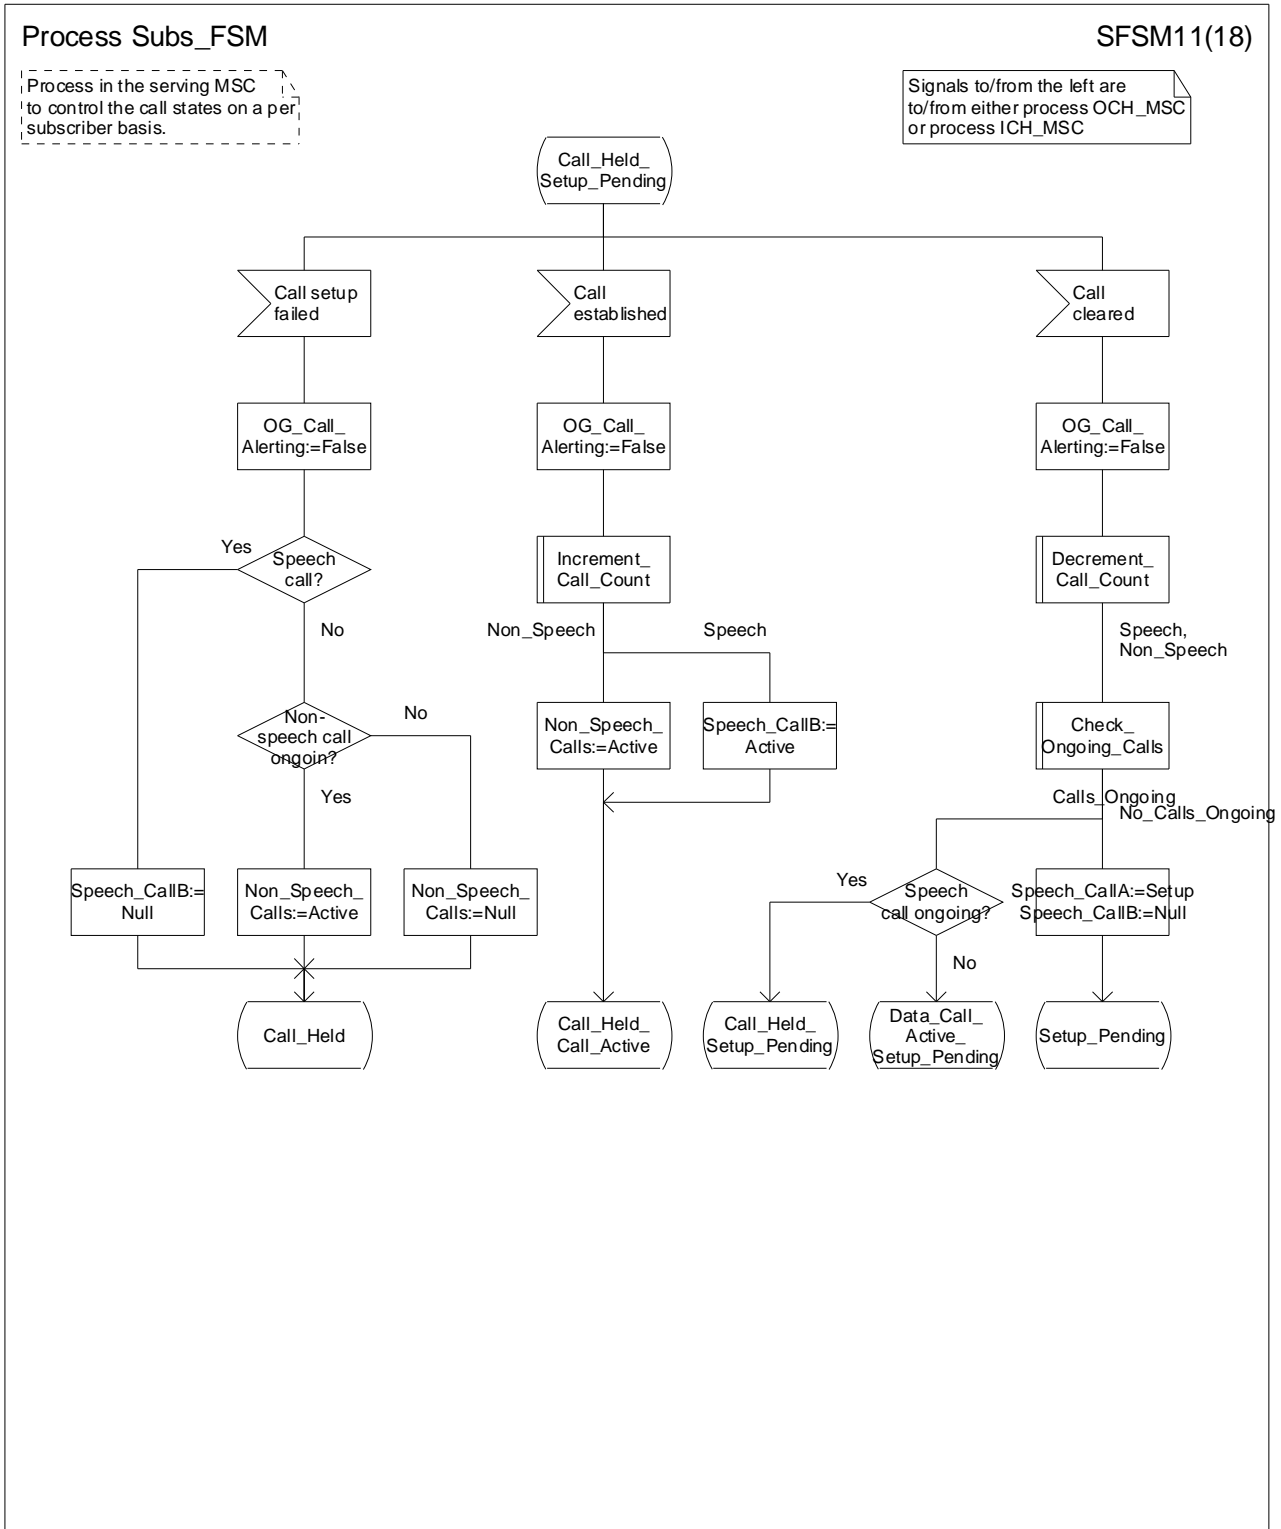 Process Subs_FSM
SFSM11(18)
Process in the serving MSC
to control the call states on a per
subscriber basis.
Signals to/from the left are
to/from either process OCH_MSC
or process ICH_MSC
Call_Held_
Setup_Pending
Call setup
failed
Call
established
Call
cleared
OG_Call_
Alerting:=False
OG_Call_
Alerting:=False
OG_Call_
Alerting:=False
Yes
Speech
call?
No
Increment_
Call_Count
Decrement_
Call_Count
Non_Speech
Speech
Speech,
Non_Speech
Non-
speech call
ongoin?
No
Yes
Non_Speech_
Calls:=Active
Speech_CallB:=
Active
Check_
Ongoing_Calls
Calls_Ongoing
No_Calls_Ongoing
Speech_CallB:=
Null
Non_Speech_
Calls:=Active
Non_Speech_
Calls:=Null
Yes
Speech
call ongoing?
No
Speech_CallA:=Setup
Speech_CallB:=Null
Call_Held
Call_Held_
Call_Active
Call_Held_
Setup_Pending
Data_Call_
Active_
Setup_Pending
Setup_Pending